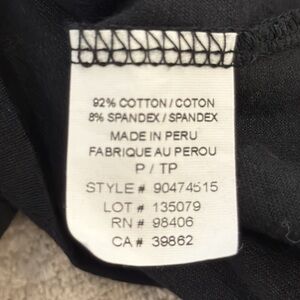 92% COTTON / COTON
8% SPANDEX / SPANDEX
MADE IN PERU
FABRIQUE AU PEROU
P / TP
STYLE# 90474515
LOT # 135079
RN # 98406
CA# 39862